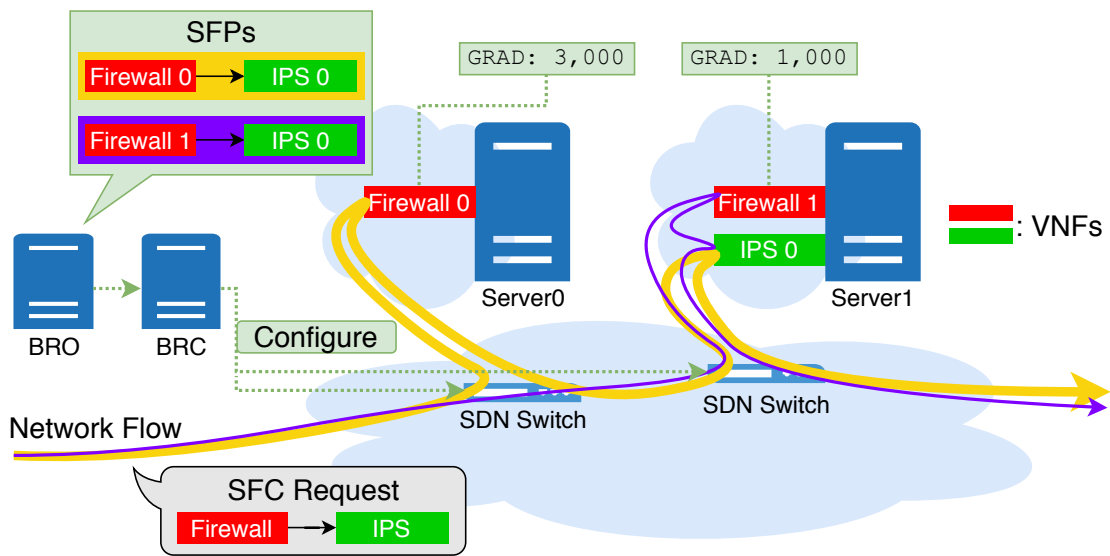 SFPs
Firewall 0
IPS 0
Firewall 1
IPS 0
GRAD: 3,000
GRAD: 1,000
Firewall 0
Firewall 1
IPS 0
: VNFs
Server0
Server1
BRO
BRC
Configure
SDN Switch
SDN Switch
Network Flow
SFC Request
Firewall
IPS